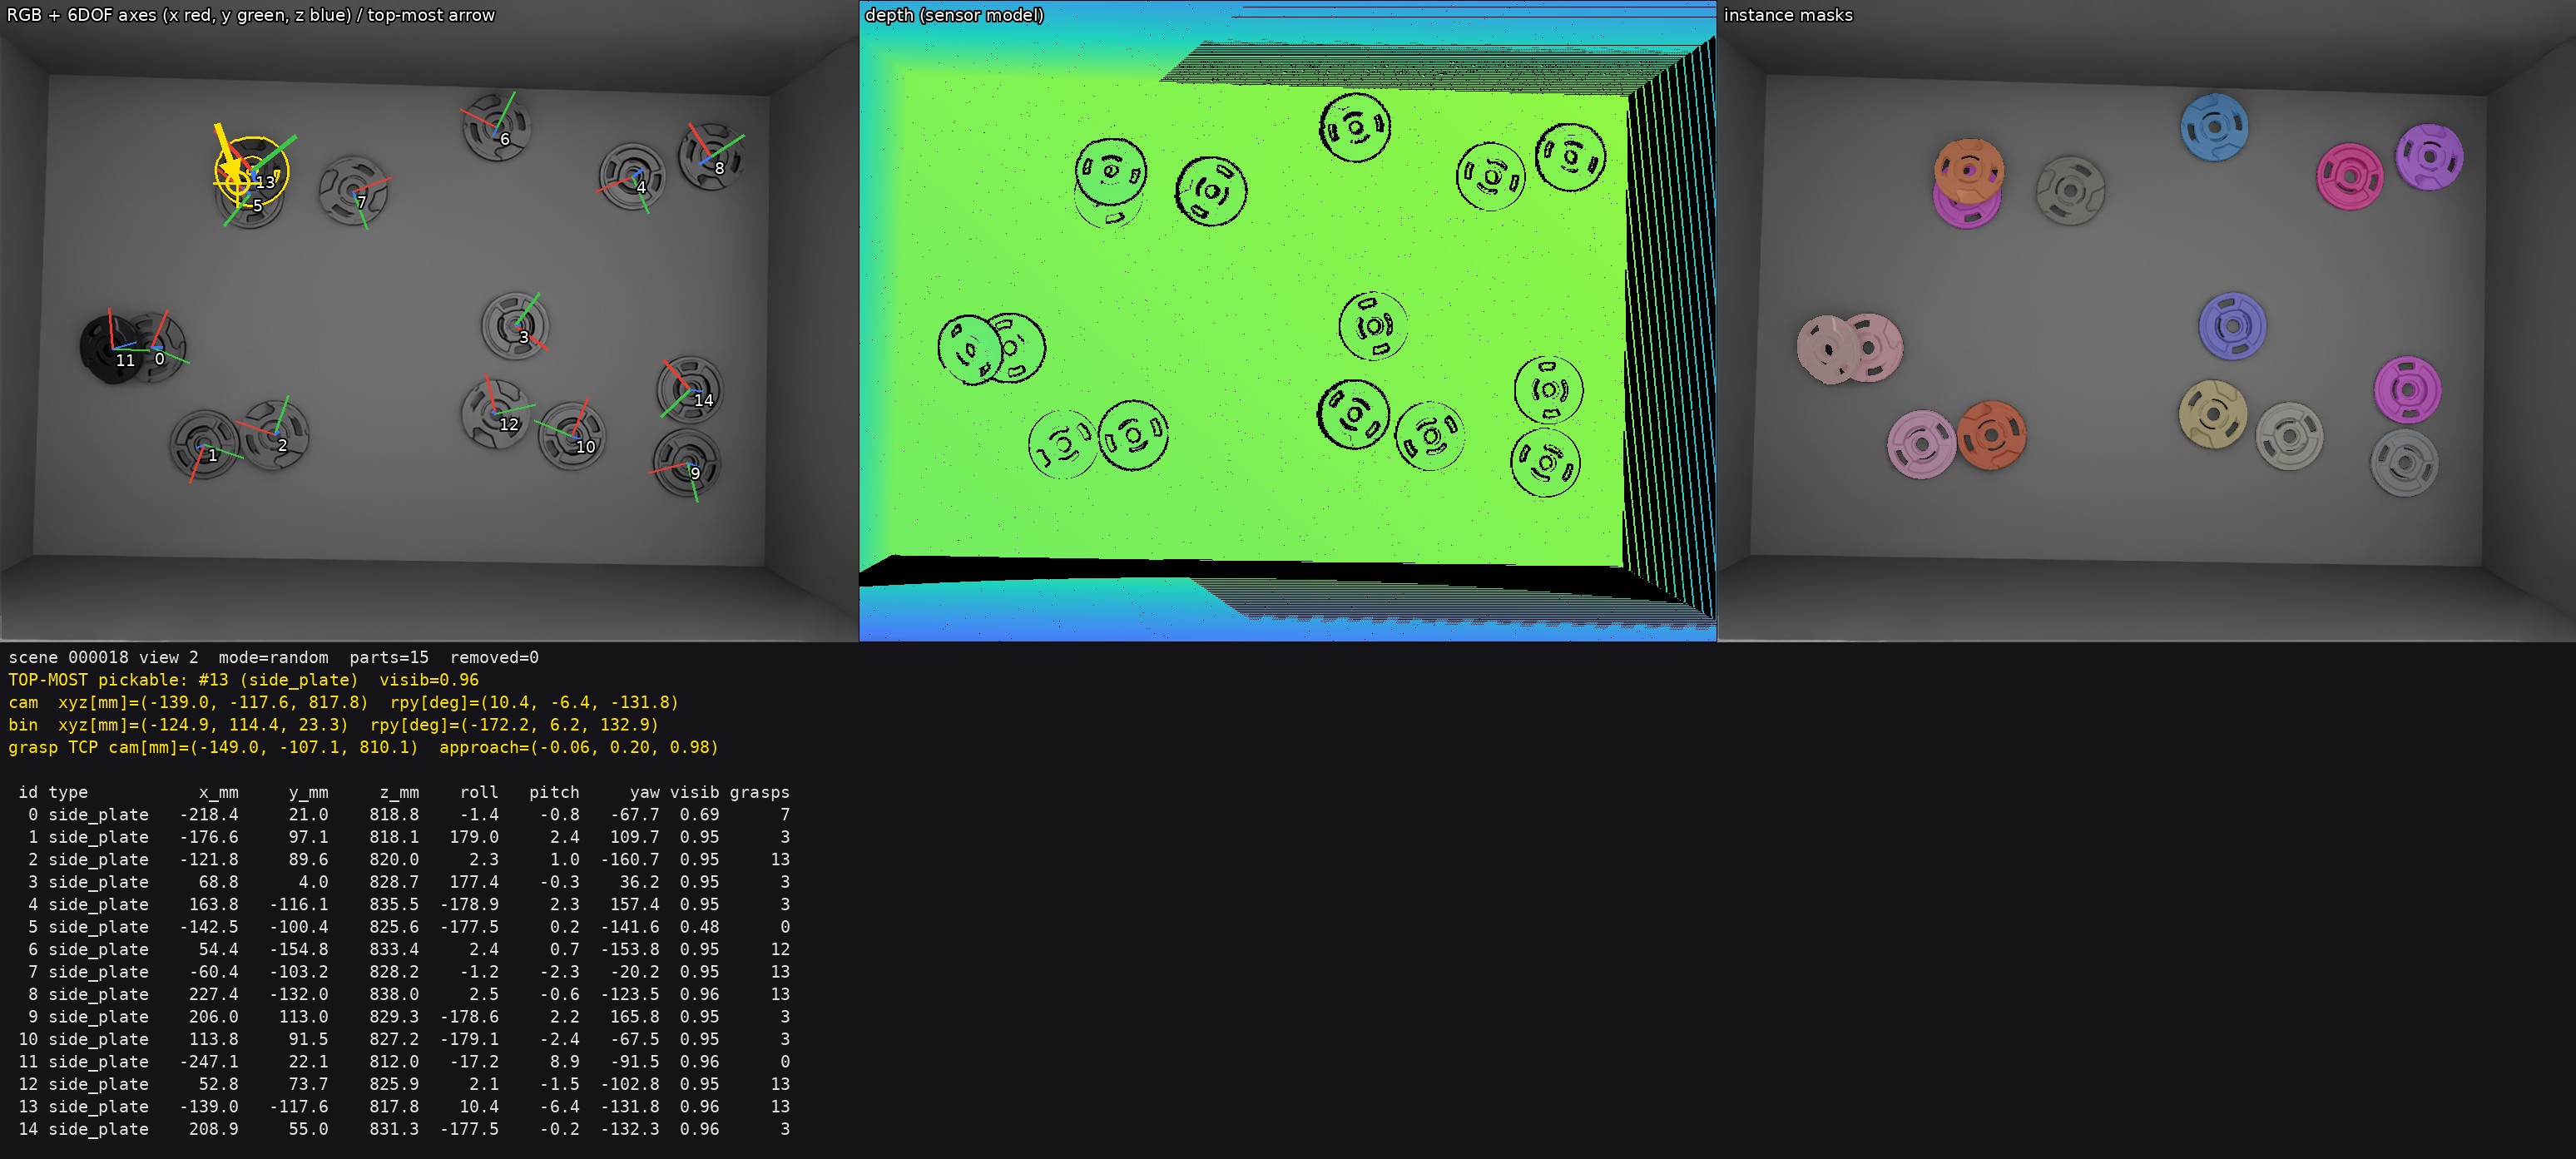 RGB + 6DOF axes (x red, y green, z blue) / top-most arrow
depth (sensor model)
instance masks
6
8
13
4
5
7
3
11
0
14
12
2
10
1
9
scene 000018 view 2  mode=random  parts=15  removed=0
TOP-MOST pickable: #13 (side_plate)  visib=0.96
cam  xyz[mm]=(-139.0, -117.6, 817.8)  rpy[deg]=(10.4, -6.4, -131.8)
bin  xyz[mm]=(-124.9, 114.4, 23.3)  rpy[deg]=(-172.2, 6.2, 132.9)
grasp TCP cam[mm]=(-149.0, -107.1, 810.1)  approach=(-0.06, 0.20, 0.98)
id type x_mm y_mm z_mm roll pitch yaw visib grasps
0 side_plate -218.4 21.0 818.8 -1.4 -0.8 -67.7 0.69 7
1 side_plate -176.6 97.1 818.1 179.0 2.4 109.7 0.95 3
2 side_plate -121.8 89.6 820.0 2.3 1.0 -160.7 0.95 13
3 side_plate 68.8 4.0 828.7 177.4 -0.3 36.2 0.95 3
4 side_plate 163.8 -116.1 835.5 -178.9 2.3 157.4 0.95 3
5 side_plate -142.5 -100.4 825.6 -177.5 0.2 -141.6 0.48 0
6 side_plate 54.4 -154.8 833.4 2.4 0.7 -153.8 0.95 12
7 side_plate -60.4 -103.2 828.2 -1.2 -2.3 -20.2 0.95 13
8 side_plate 227.4 -132.0 838.0 2.5 -0.6 -123.5 0.96 13
9 side_plate 206.0 113.0 829.3 -178.6 2.2 165.8 0.95 3
10 side_plate 113.8 91.5 827.2 -179.1 -2.4 -67.5 0.95 3
11 side_plate -247.1 22.1 812.0 -17.2 8.9 -91.5 0.96 0
12 side_plate 52.8 73.7 825.9 2.1 -1.5 -102.8 0.95 13
13 side_plate -139.0 -117.6 817.8 10.4 -6.4 -131.8 0.96 13
14 side_plate 208.9 55.0 831.3 -177.5 -0.2 -132.3 0.96 3